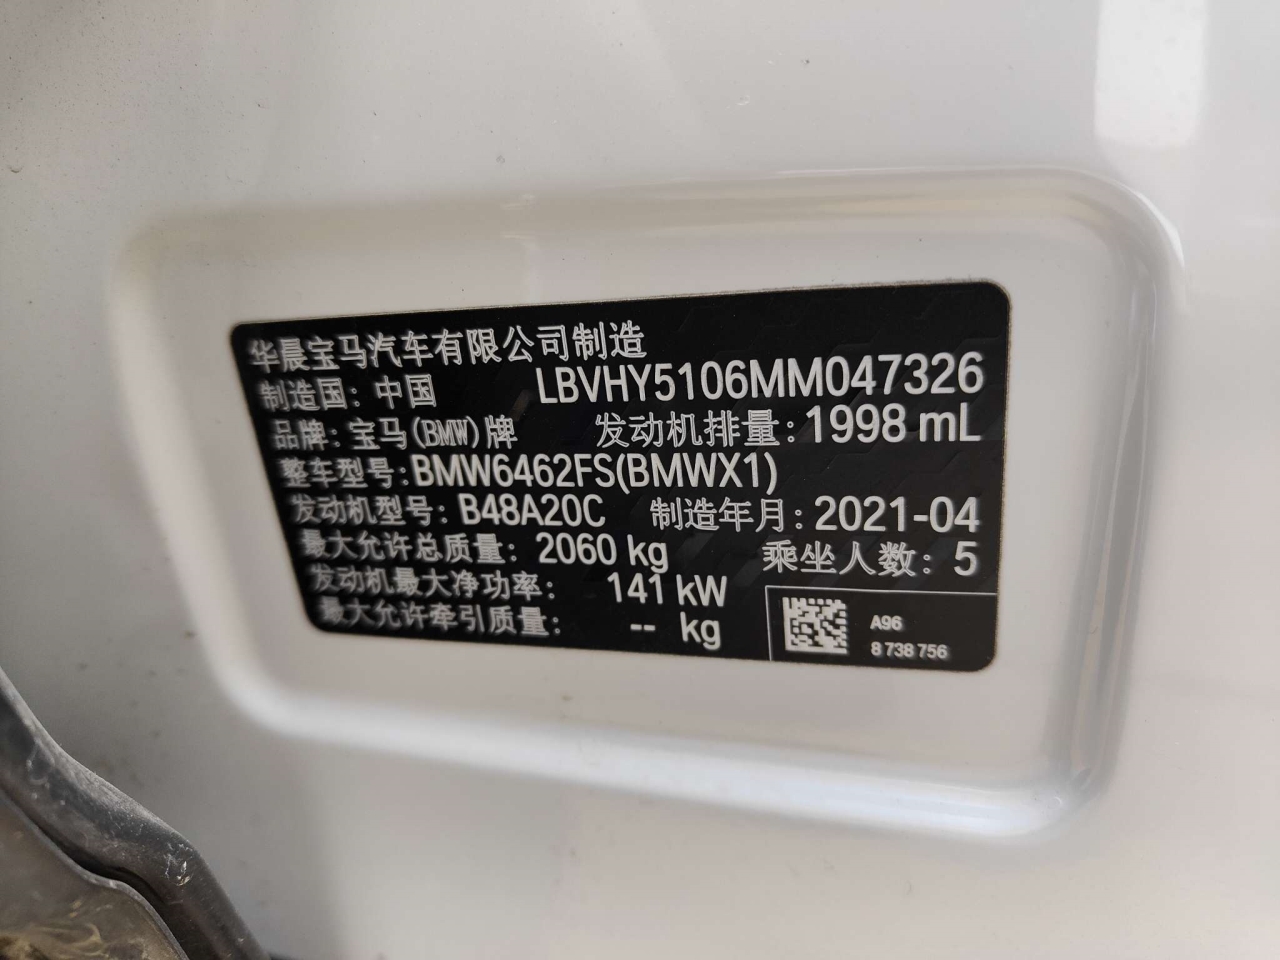 华晨宝马汽车有限公司制造
制造国：中国 LBVHY5106MM047326
品牌：宝马(BMW)牌 发动机排量：1998 mL
整车型号：BMW6462FS(BMWX1)
发动机型号：B48A20C 制造年月：2021-04
最大允许总质量：2060 kg 乘坐人数：5
发动机最大净功率：141 kW
最大允许牵引质量：-- kg
A96
8 738 756